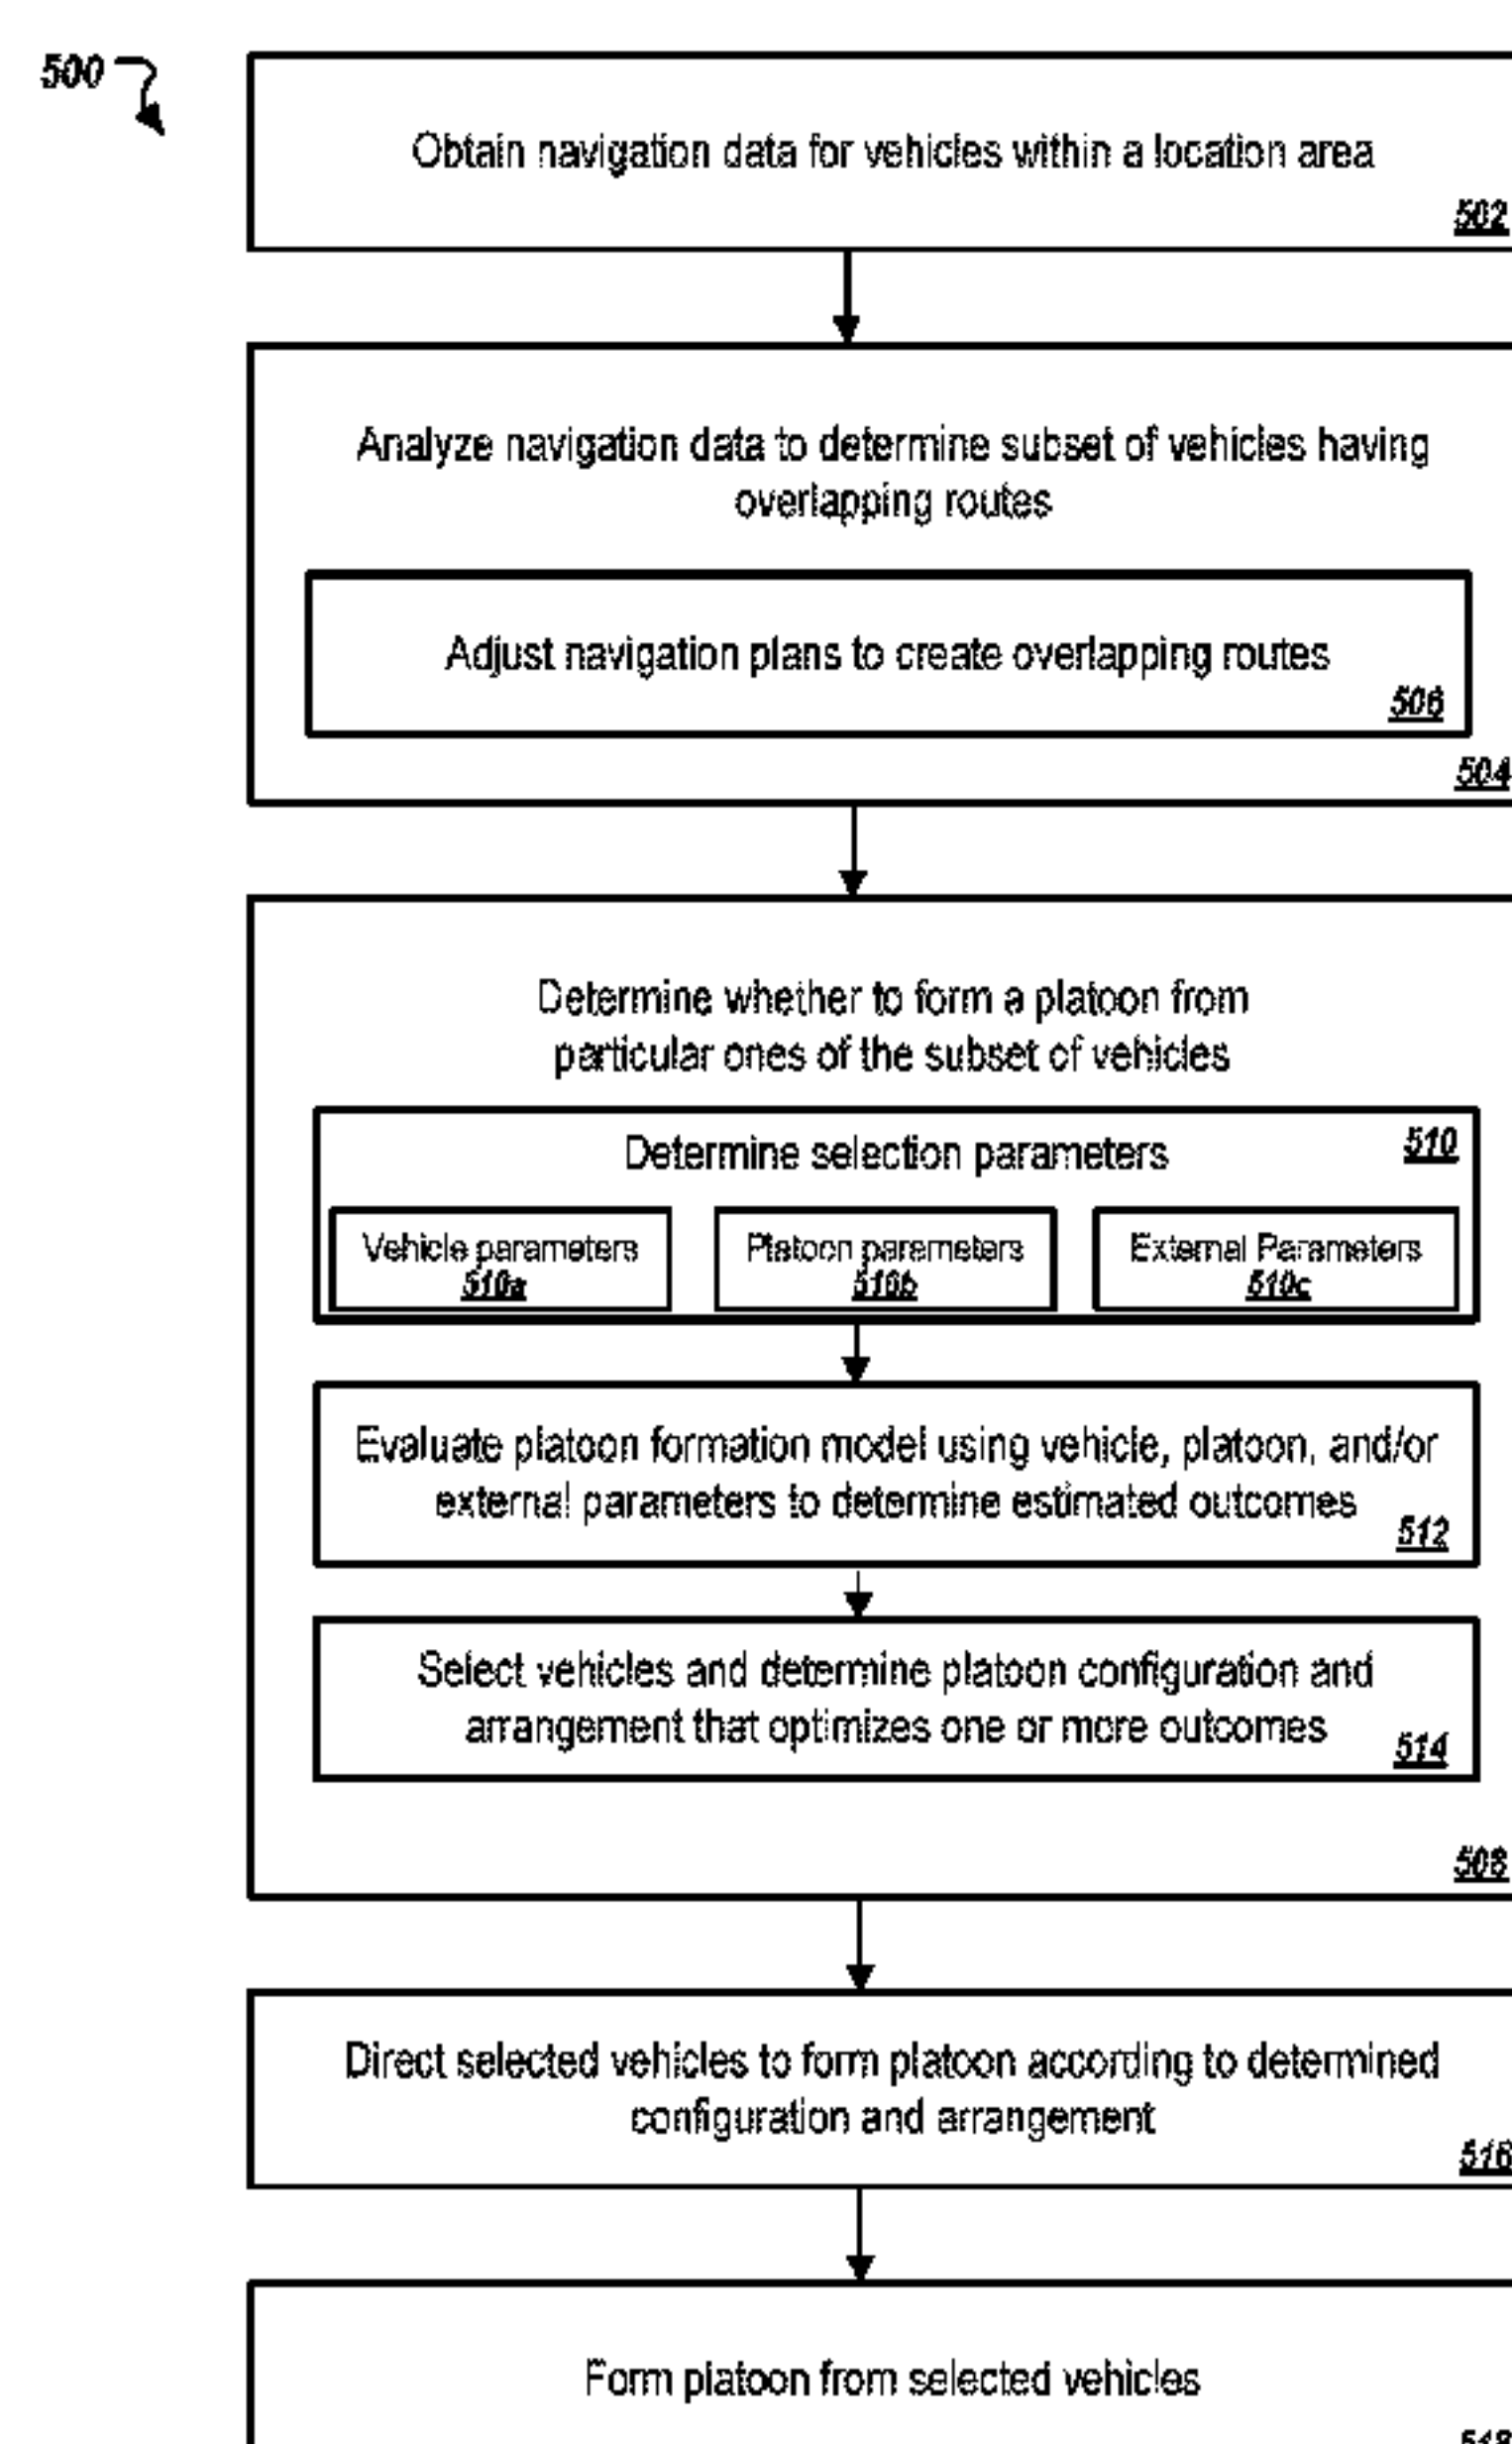 500
Obtain navigation data for vehicles within a location area
502
Analyze navigation data to determine subset of vehicles having
overlapping routes
Adjust navigation plans to create overlapping routes
506
504
Determine whether to form a platoon from
particular ones of the subset of vehicles
Determine selection parameters
510
Vehicle parameters
510a
Platoon parameters
510b
External Parameters
510c
Evaluate platoon formation model using vehicle, platoon, and/or
external parameters to determine estimated outcomes
512
Select vehicles and determine platoon configuration and
arrangement that optimizes one or more outcomes
514
508
Direct selected vehicles to form platoon according to determined
configuration and arrangement
516
Form platoon from selected vehicles